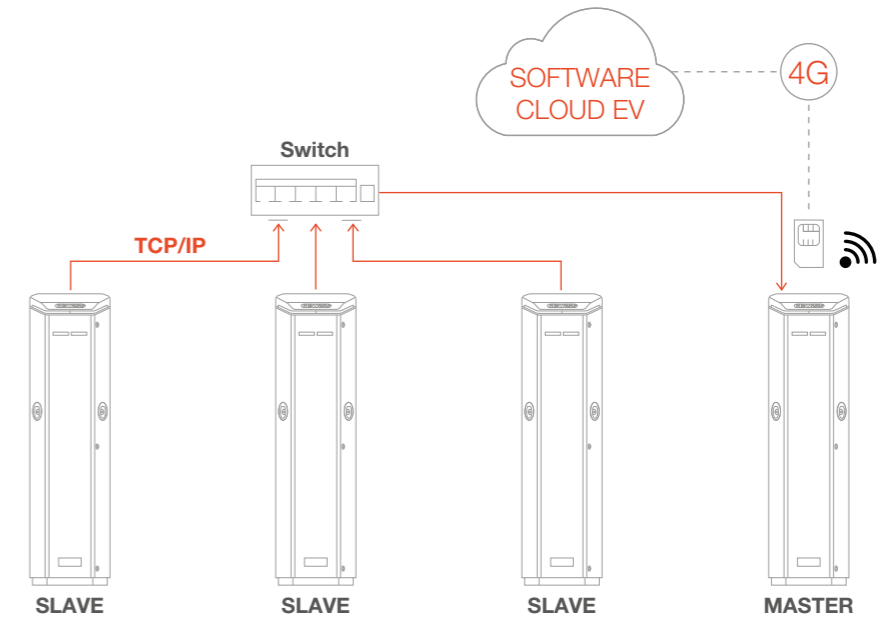 SOFTWARE
CLOUD EV
4G
Switch
TCP/IP
SLAVE
SLAVE
SLAVE
MASTER